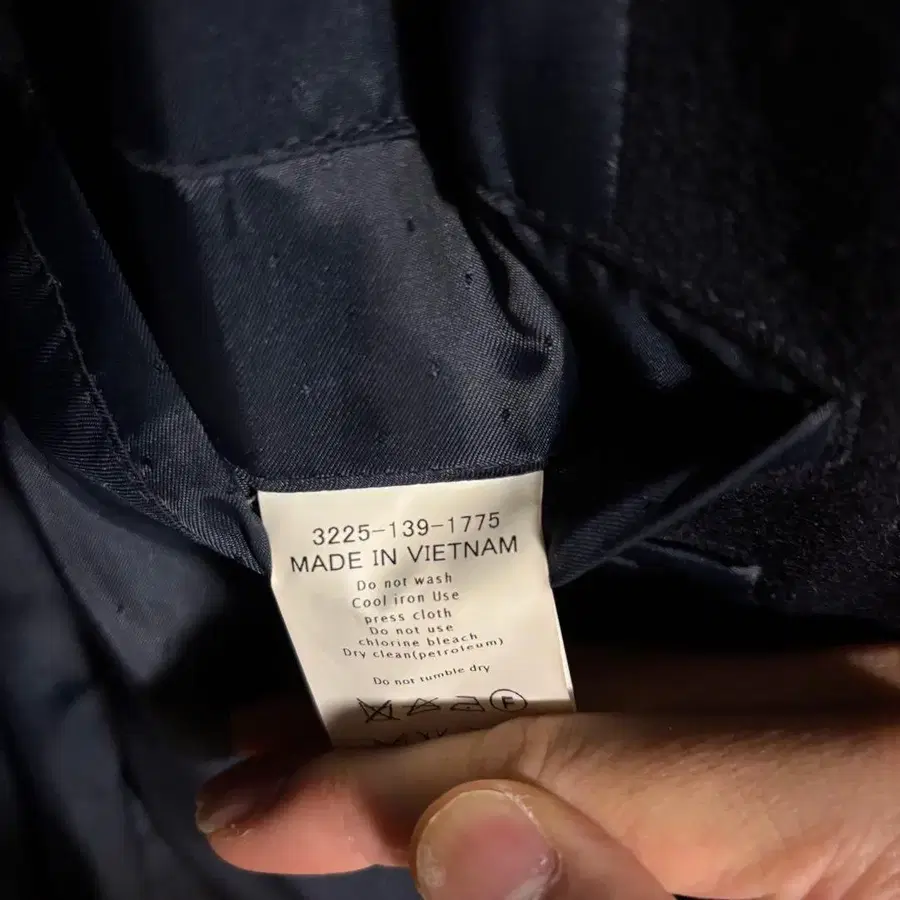 3225-139-1775
MADE IN VIETNAM
Do not wash
Cool iron Use
press cloth
Do not use
chlorine bleach
Dry clean(petroleum)
Do not tumble dry
F